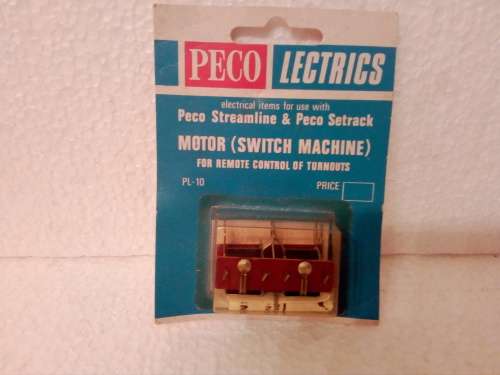 PECO LECTRICS
electrical items for use with
Peco Streamline & Peco Setrack
MOTOR (SWITCH MACHINE)
FOR REMOTE CONTROL OF TURNOUTS
PL-10 PRICE